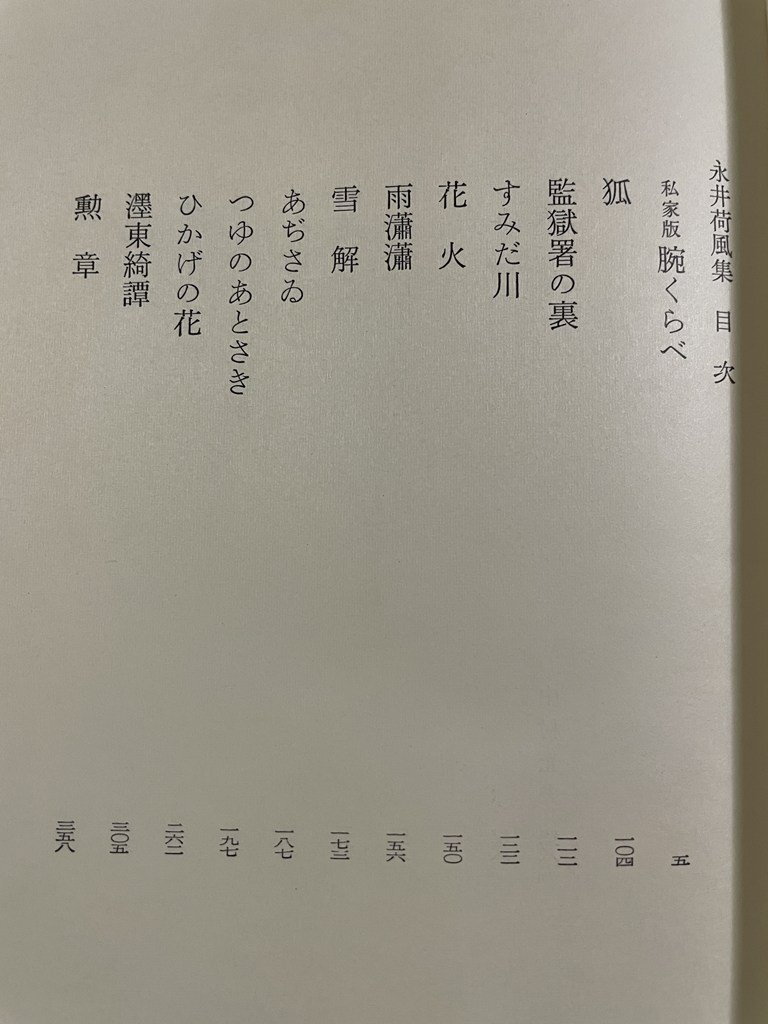 永井荷風集 目次
私家版 腕くらべ 五
狐 一〇四
監獄署の裏 一一二
すみだ川 一二二
花火 一五〇
雨瀟瀟 一五六
雪解 一七三
あぢさゐ 一八七
つゆのあとさき 一九七
ひかげの花 二六二
濹東綺譚 三〇五
勲章 三五八